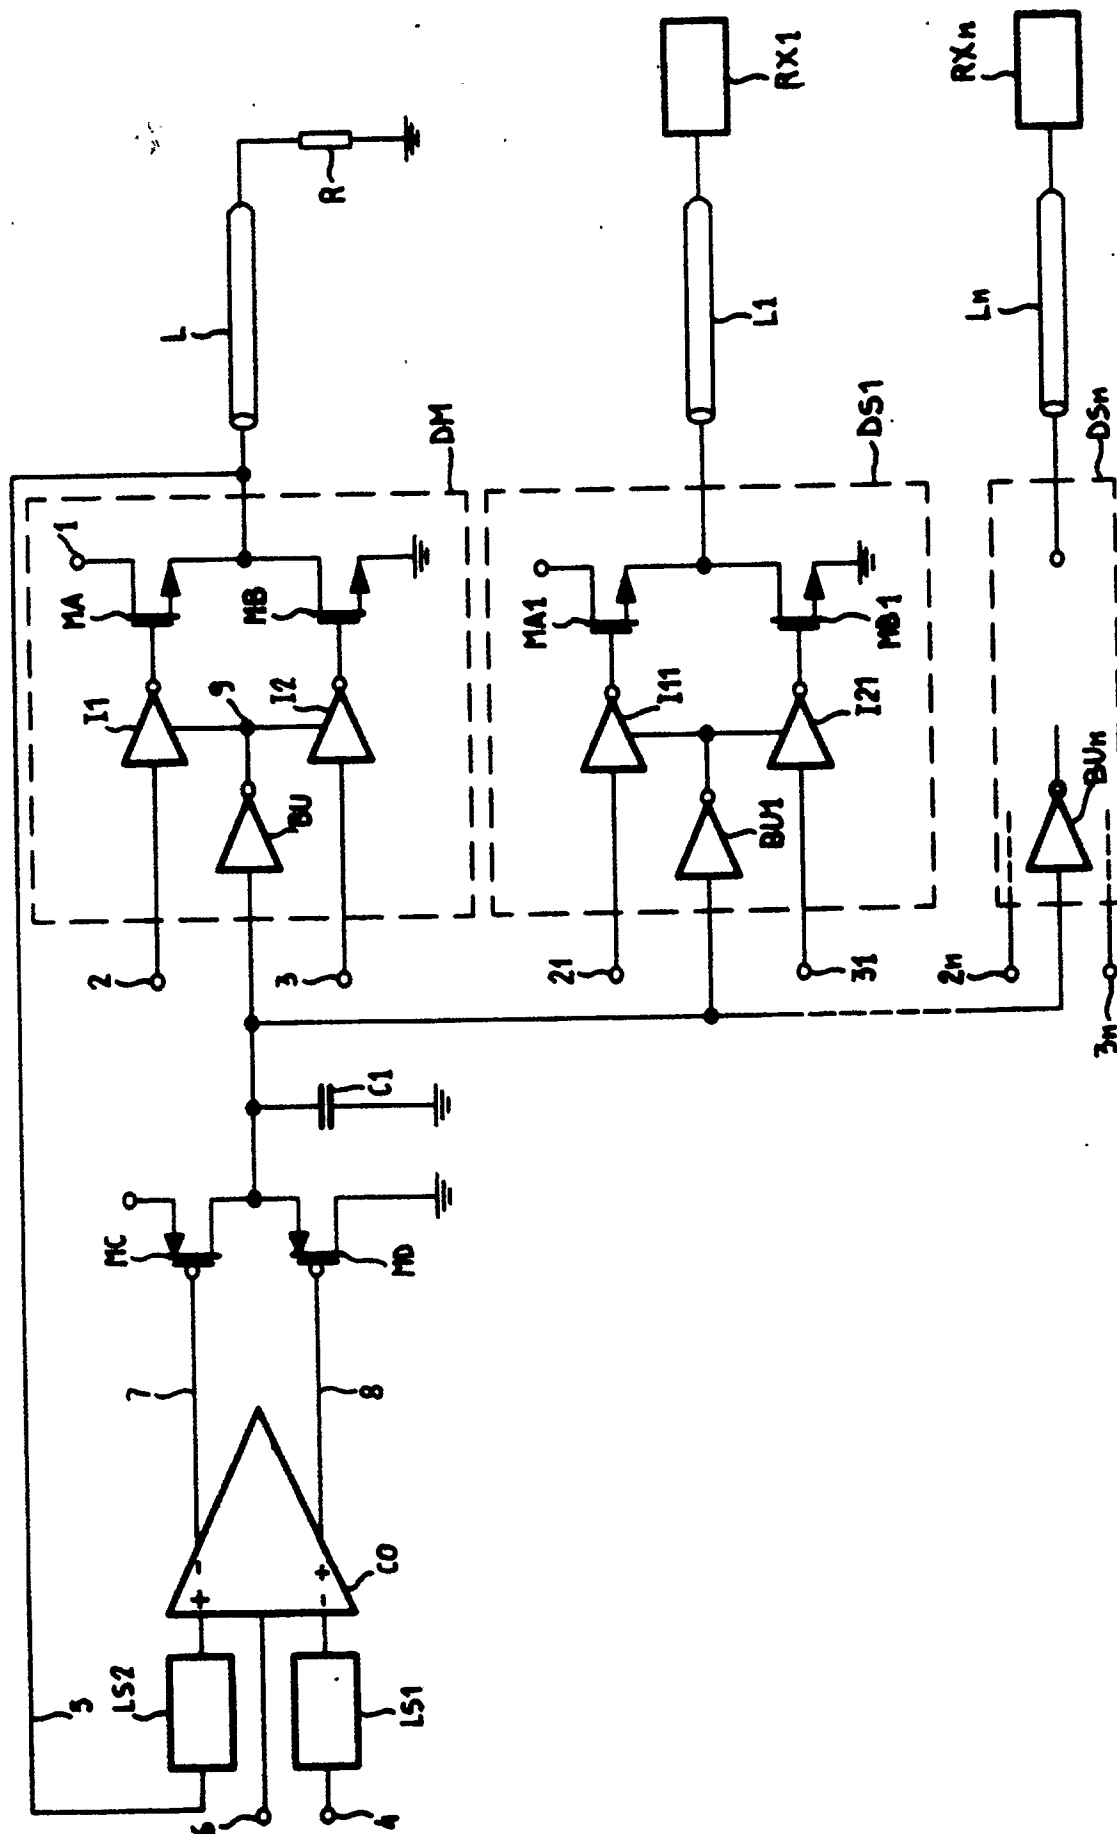 R
L
DM
1
MA
MB
I1
I2
9
BU
2
3
RX1
L1
DS1
MA1
MB1
I11
I21
BU1
21
31
RXn
Ln
DSn
BUn
2n
3n
C1
MC
MD
7
8
+
-
-
+
CO
LS2
LS1
5
6
4